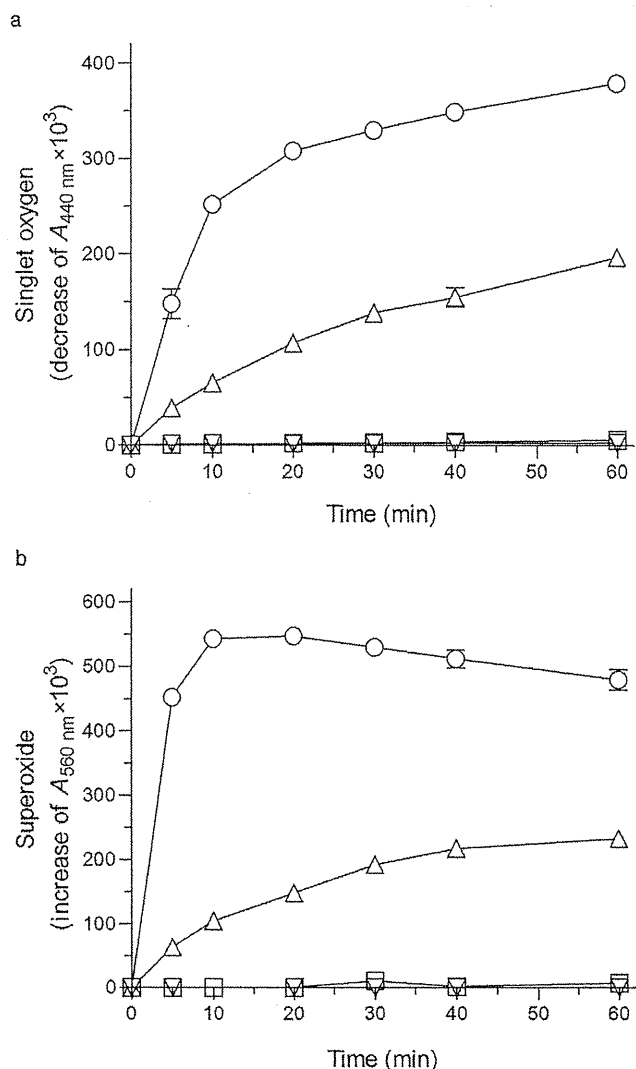 a
Singlet oxygen
(decrease of A440 nm×10³)
400
300
200
100
0
0 10 20 30 40 50 60
Time (min)
b
Superoxide
(increase of A560 nm×10³)
600
500
400
300
200
100
0
0 10 20 30 40 50 60
Time (min)